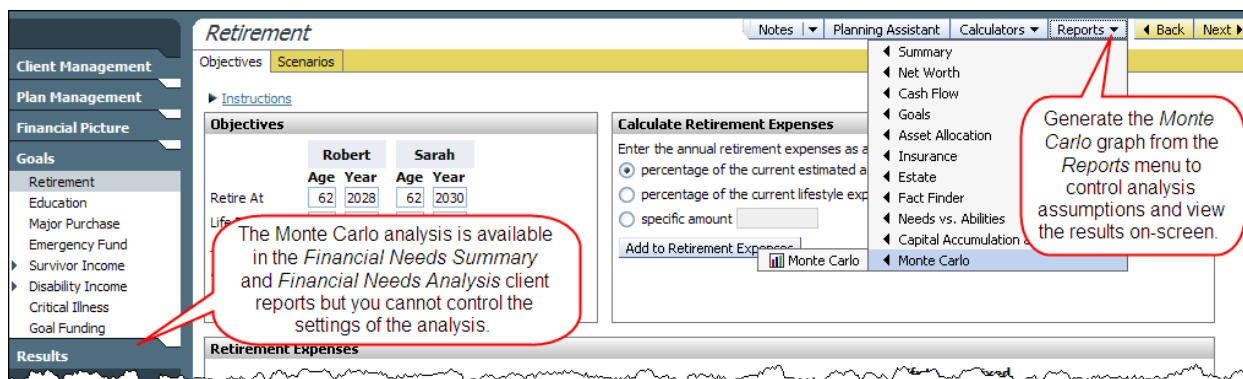 Retirement
Notes
Planning Assistant
Calculators
Reports
Back
Next
Client Management
Plan Management
Financial Picture
Goals
Retirement
Education
Major Purchase
Emergency Fund
Survivor Income
Disability Income
Critical Illness
Goal Funding
Results
Objectives Scenarios
Instructions
Objectives
Robert Sarah
Age Year Age Year
Retire At 62 2028 62 2030
The Monte Carlo analysis is available
in the Financial Needs Summary
and Financial Needs Analysis client
reports but you cannot control the
settings of the analysis.
Retirement Expenses
Calculate Retirement Expenses
Enter the annual retirement expenses as a
percentage of the current estimated
percentage of the current lifestyle
specific amount
Add to Retirement Expenses
Summary
Net Worth
Cash Flow
Goals
Asset Allocation
Insurance
Estate
Fact Finder
Needs vs. Abilities
Capital Accumulation
Monte Carlo
Monte Carlo
Generate the Monte
Carlo graph from the
Reports menu to
control analysis
assumptions and view
the results on-screen.